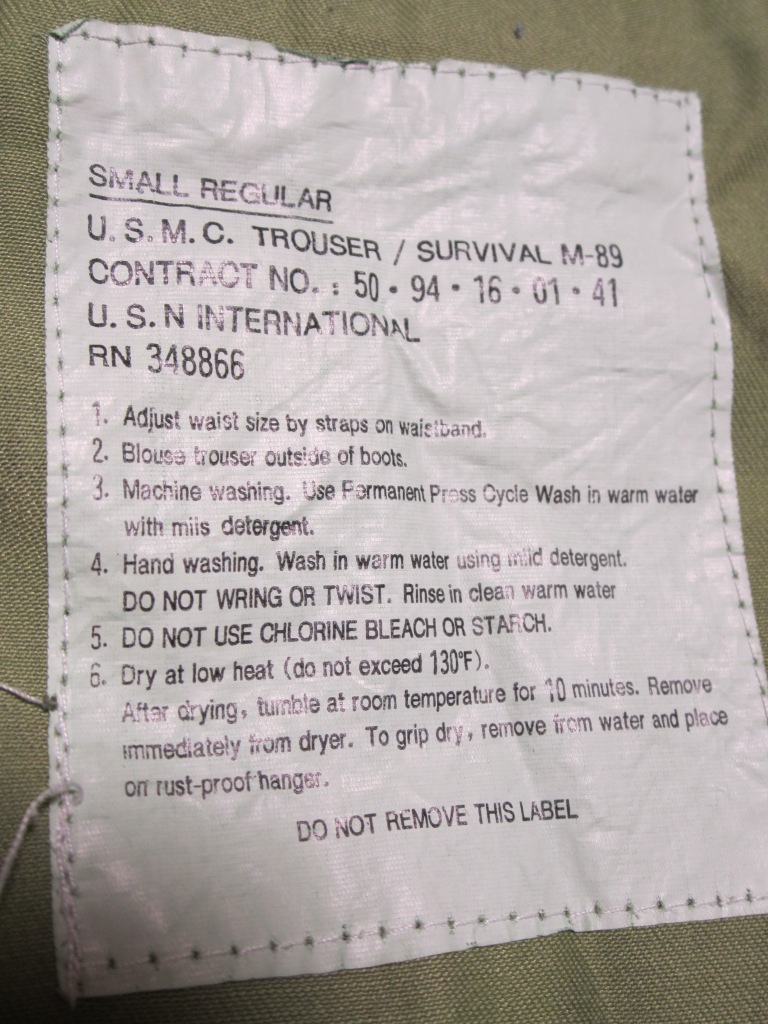 SMALL REGULAR
U. S. M. C. TROUSER / SURVIVAL M-89
CONTRACT NO. : 50 · 94 · 16 · 01 · 41
U. S. N INTERNATIONAL
RN 348866
1. Adjust waist size by straps on waistband.
2. Blouse trouser outside of boots.
3. Machine washing. Use Permanent Press Cycle Wash in warm water
with miis detergent.
4. Hand washing. Wash in warm water using mild detergent.
DO NOT WRING OR TWIST. Rinse in clean warm water
5. DO NOT USE CHLORINE BLEACH OR STARCH.
6. Dry at low heat (do not exceed 130°F).
After drying, tumble at room temperature for 10 minutes. Remove
immediately from dryer. To grip dry, remove from water and place
on rust-proof hanger.
DO NOT REMOVE THIS LABEL